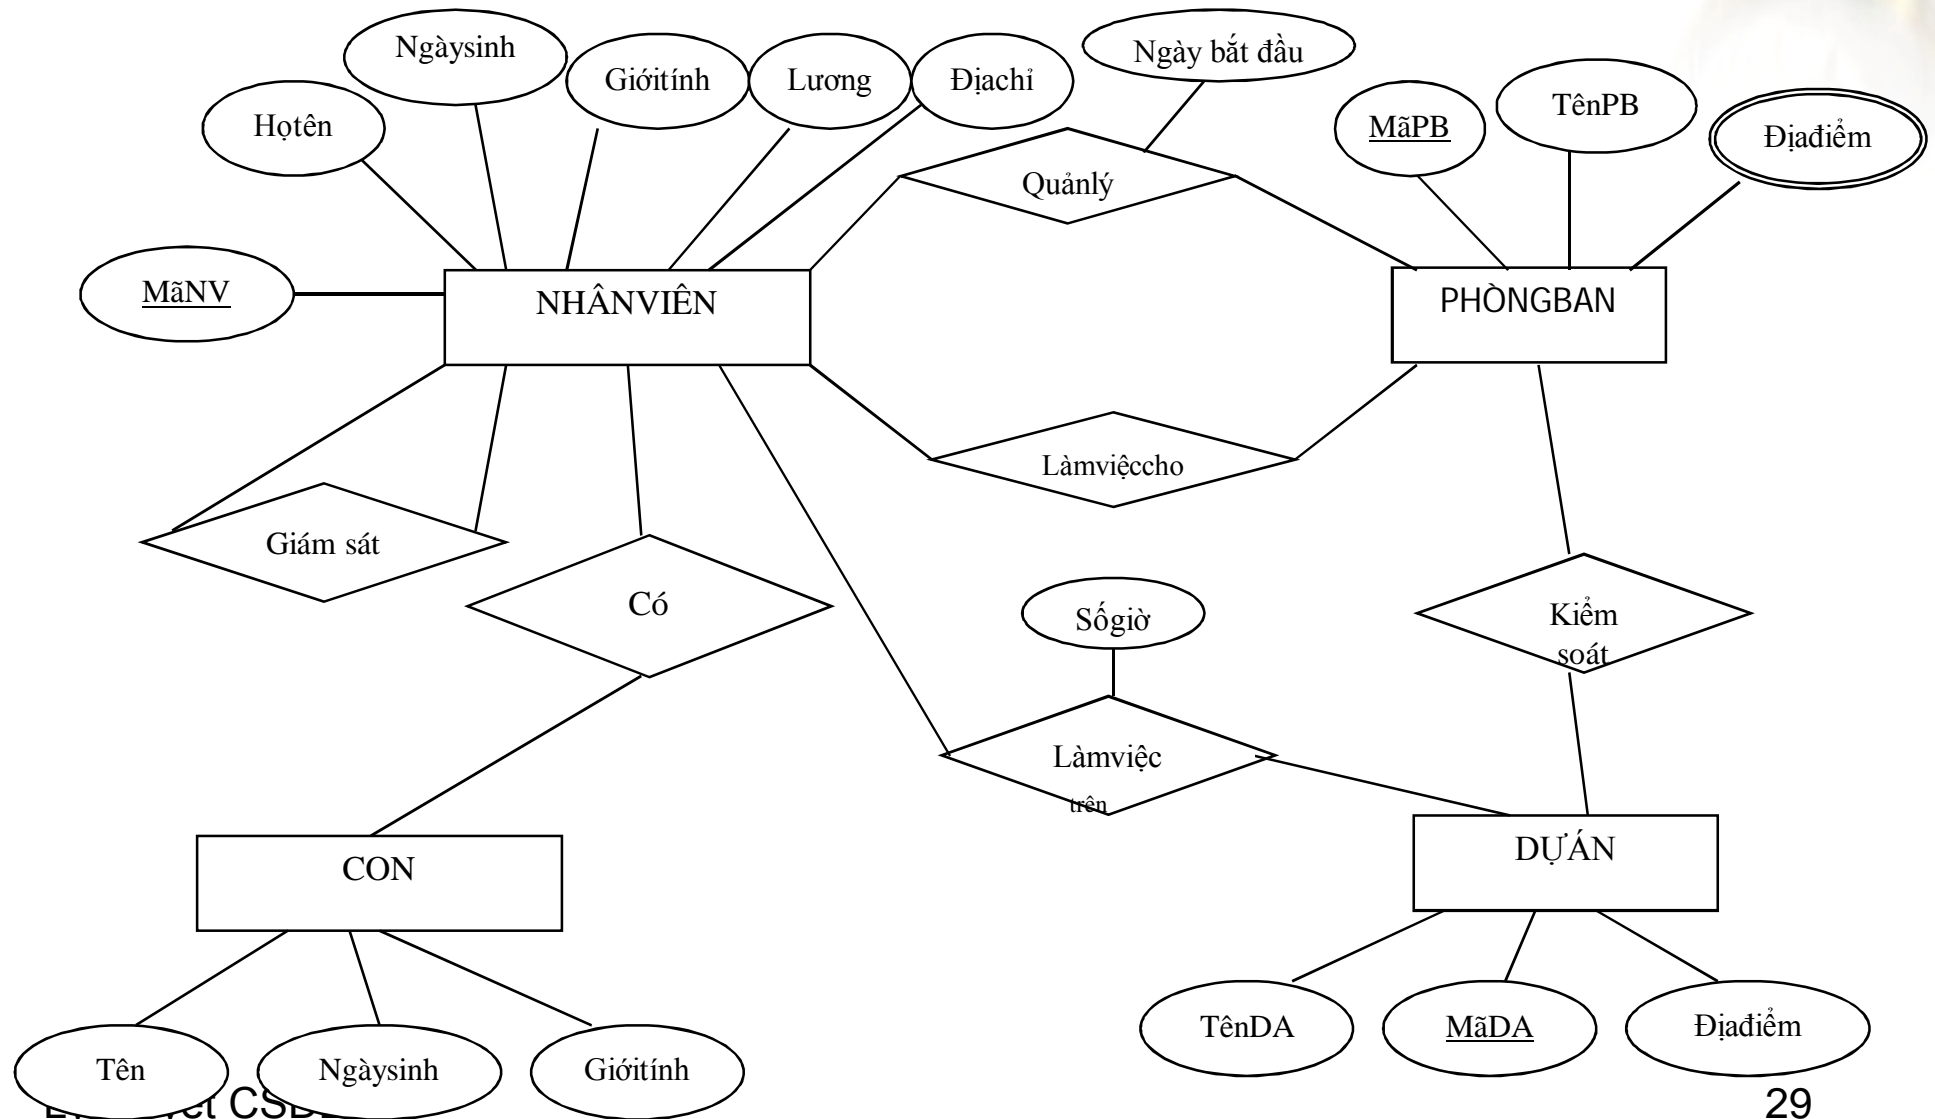 Ngàysinh
Ngày bắt đầu
Giớitính
Lương
Địachỉ
Họtên
MãPB
TênPB
Địađiểm
Quảnlý
MãNV
NHÂNVIÊN
PHÒNGBAN
Làmviệccho
Giám sát
Có
Sốgiờ
Kiểm
soát
Làmviệc
trên
CON
DỰÁN
TênDA
MãDA
Địađiểm
Tên
Ngàysinh
Giớitính
29